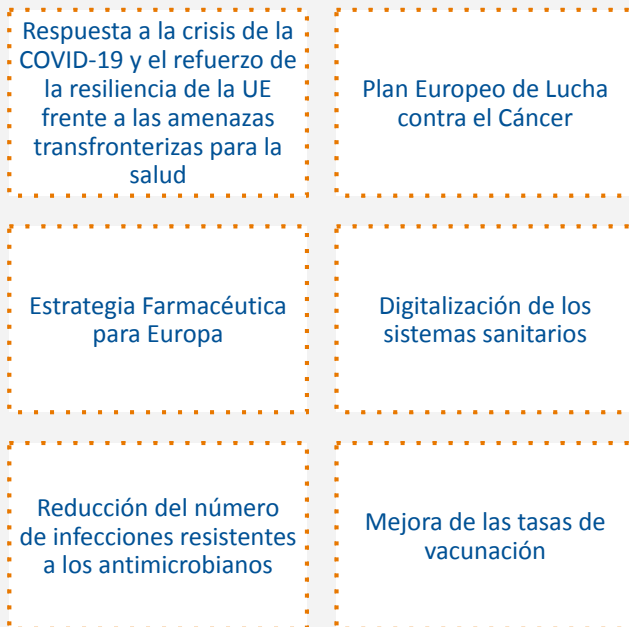 Respuesta a la crisis de la
COVID-19 y el refuerzo de
la resiliencia de la UE
frente a las amenazas
transfronterizas para la
salud
Plan Europeo de Lucha
contra el Cáncer
Estrategia Farmacéutica
para Europa
Digitalización de los
sistemas sanitarios
Reducción del número
de infecciones resistentes
a los antimicrobianos
Mejora de las tasas de
vacunación